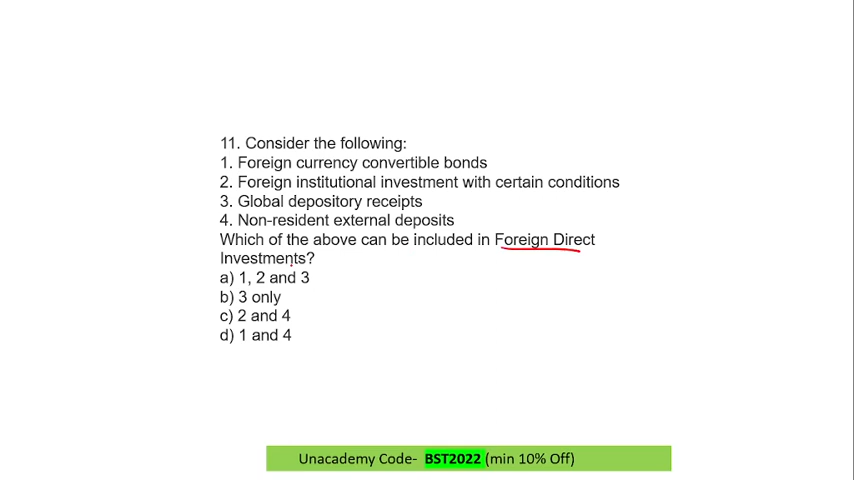 11. Consider the following:
1. Foreign currency convertible bonds
2. Foreign institutional investment with certain conditions
3. Global depository receipts
4. Non-resident external deposits
Which of the above can be included in Foreign Direct
Investments?
a) 1, 2 and 3
b) 3 only
c) 2 and 4
d) 1 and 4
Unacademy Code- BST2022 (min 10% Off)